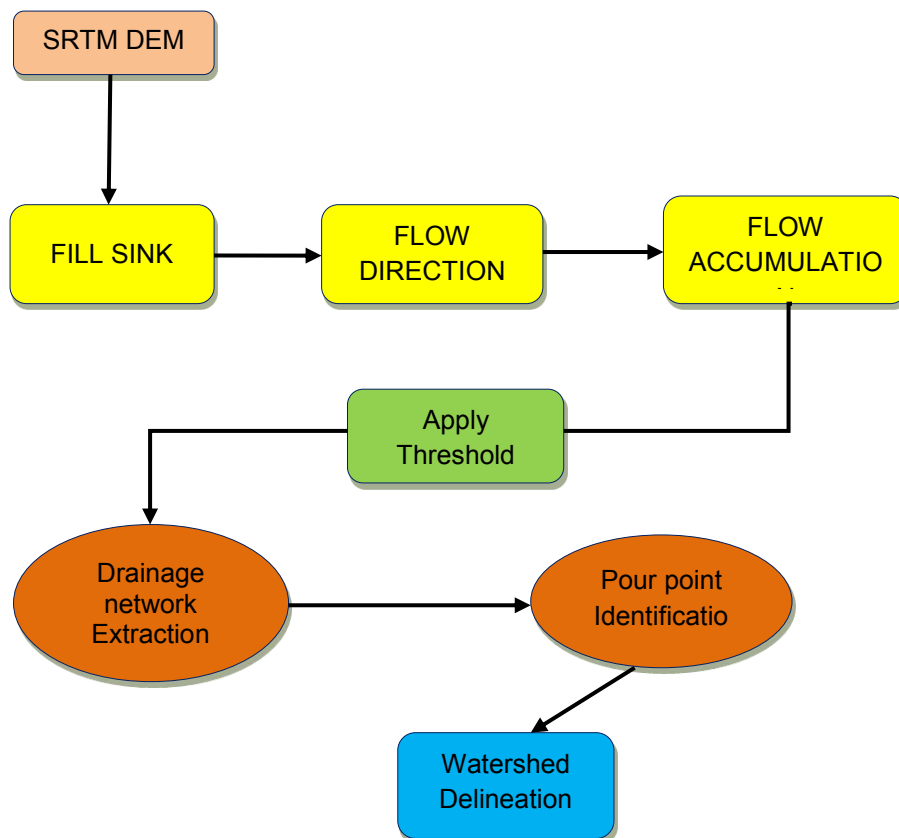 SRTM DEM
FILL SINK
FLOW
DIRECTION
FLOW
ACCUMULATIO
Apply
Threshold
Drainage
network
Extraction
Pour point
Identificatio
Watershed
Delineation